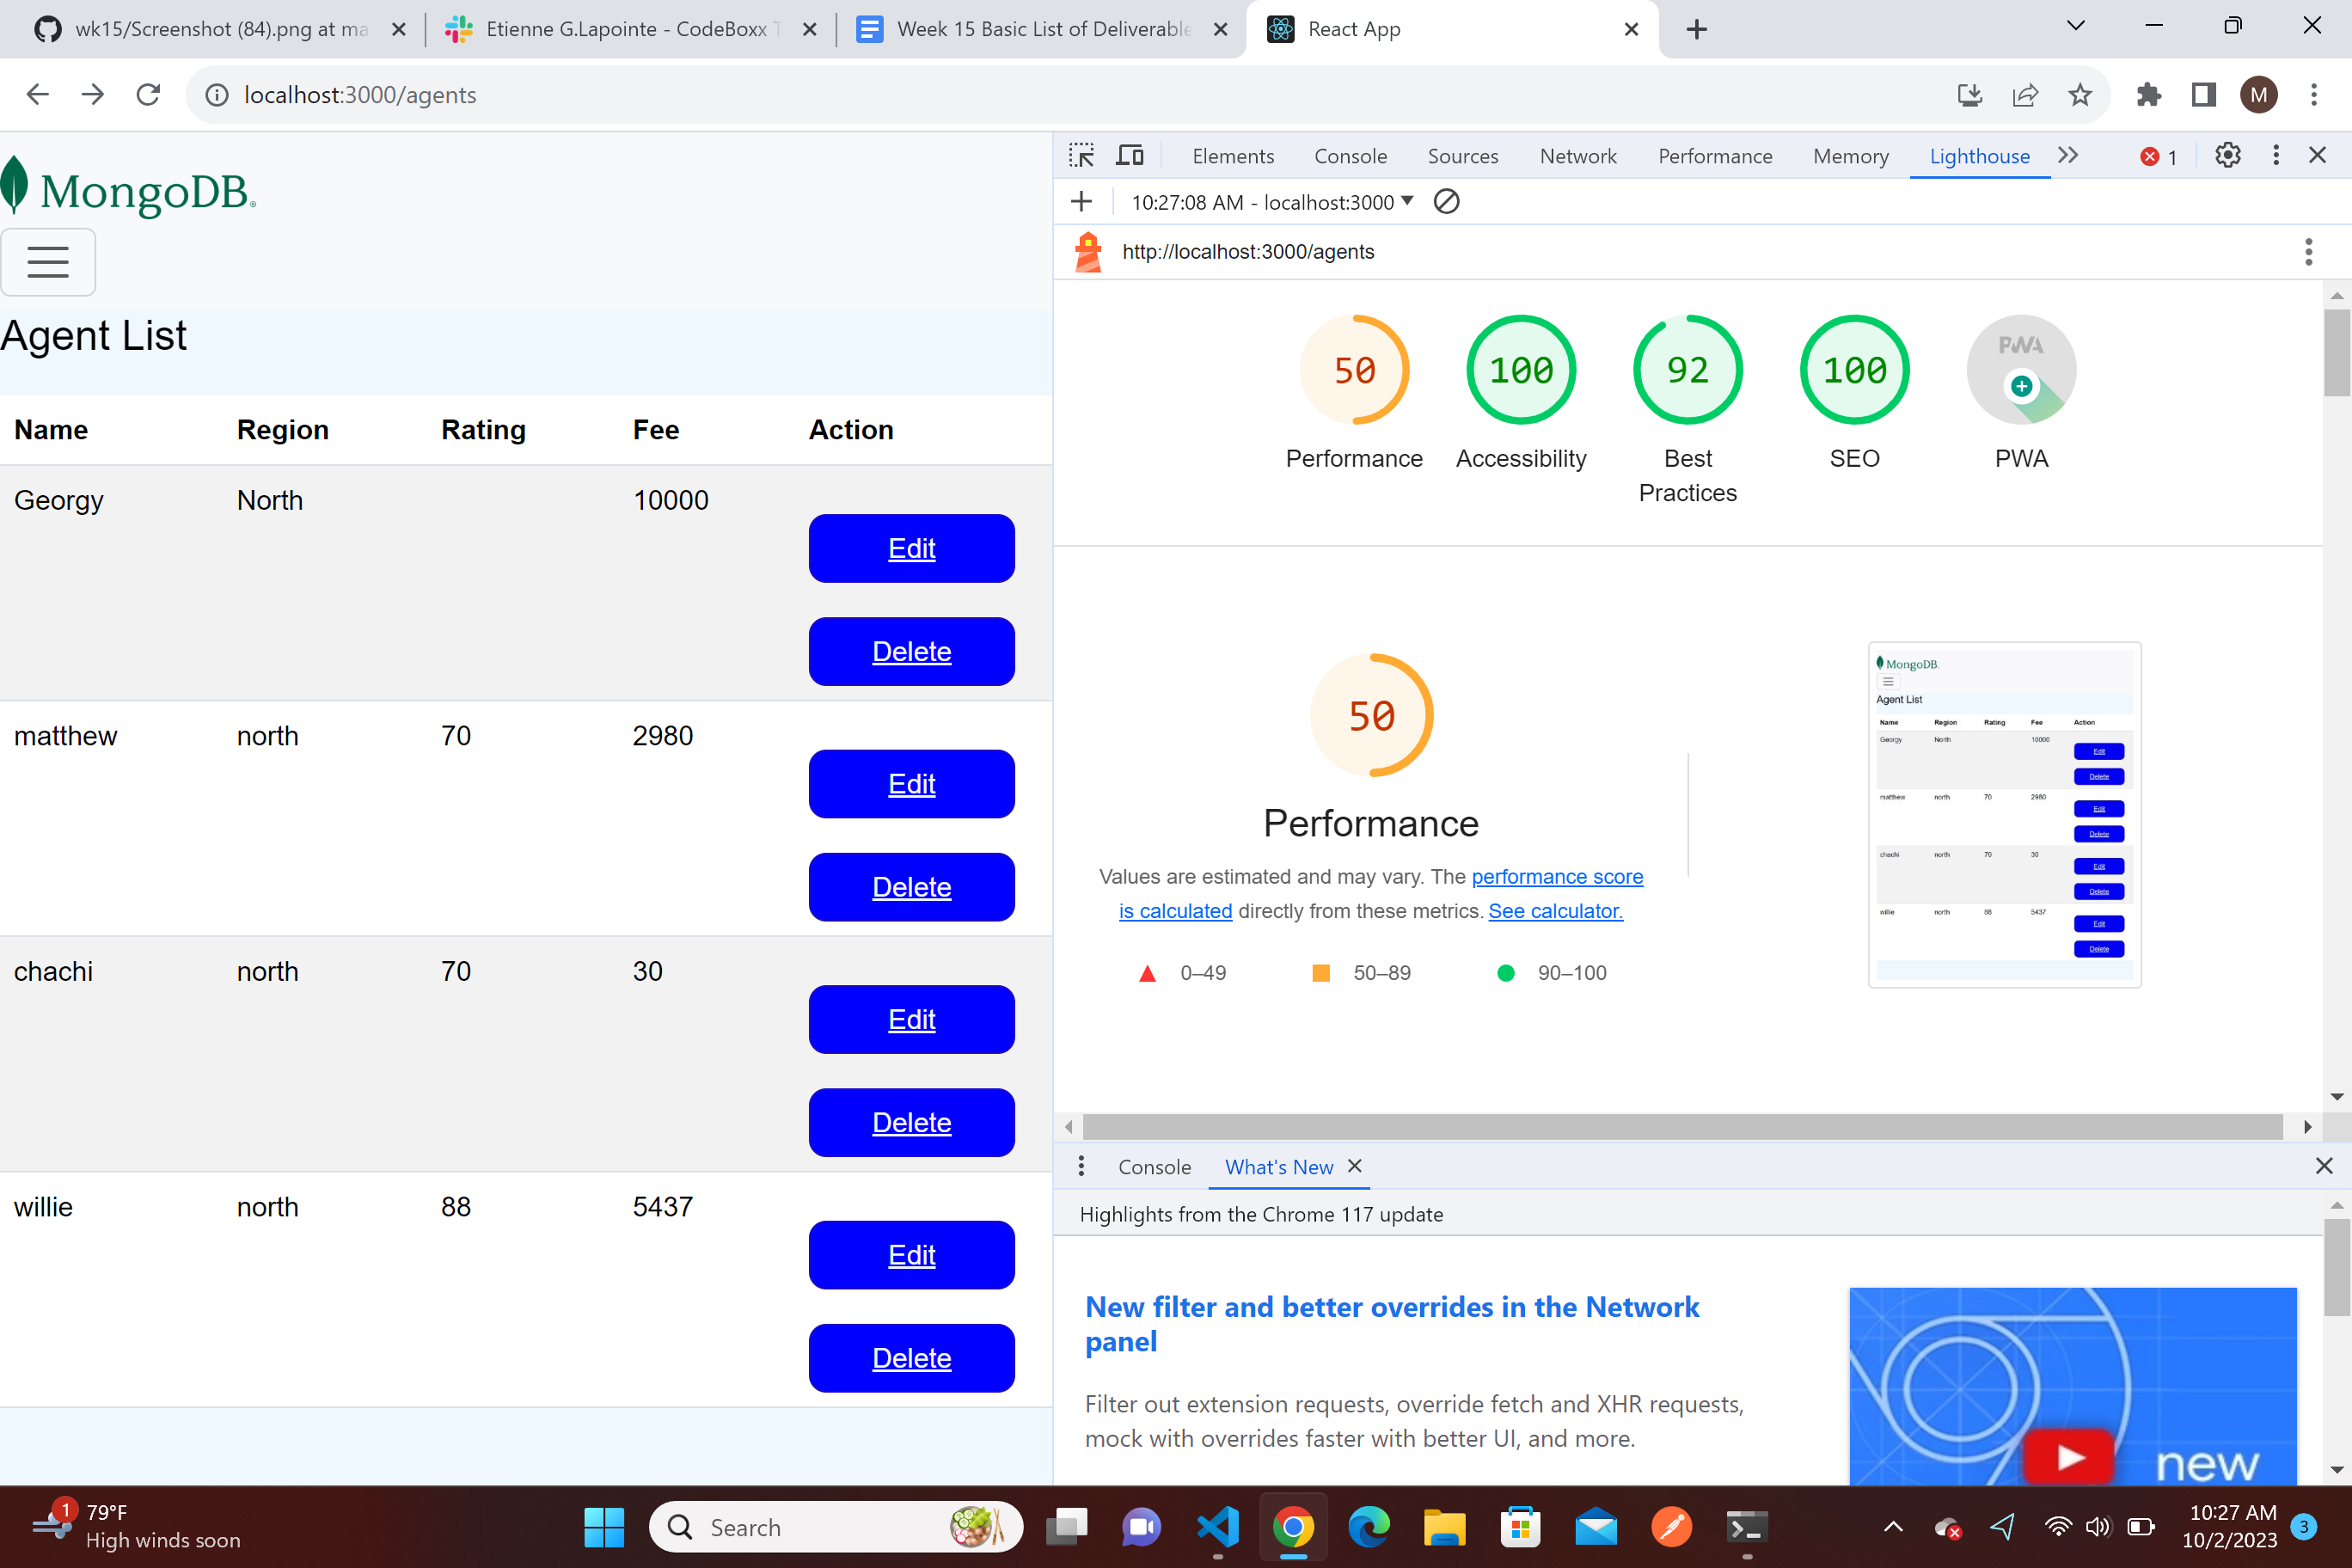 wk15/Screenshot (84).png at ma
Etienne G.Lapointe - CodeBoxx T
Week 15 Basic List of Deliverable
React App
localhost:3000/agents
M
MongoDB®
Agent List
Name Region Rating Fee Action
Georgy North 10000
Edit
Delete
matthew north 70 2980
Edit
Delete
chachi north 70 30
Edit
Delete
willie north 88 5437
Edit
Delete
Elements Console Sources Network Performance Memory Lighthouse 1
10:27:08 AM - localhost:3000
http://localhost:3000/agents
50 100 92 100 PWA
Performance Accessibility Best SEO PWA
Practices
50
Performance
Values are estimated and may vary. The performance score
is calculated directly from these metrics. See calculator.
0–49 50–89 90–100
MongoDB.
Agent List
Name Region Rating Fee Action
Georgy North 10000
Edit
Delete
matthew north 70 2980
Edit
Delete
chachi north 70 30
Edit
Delete
willie north 88 5437
Edit
Delete
Console What's New
Highlights from the Chrome 117 update
New filter and better overrides in the Network
panel
Filter out extension requests, override fetch and XHR requests,
mock with overrides faster with better UI, and more.
new
1
79°F
High winds soon
Search
10:27 AM
10/2/2023
3